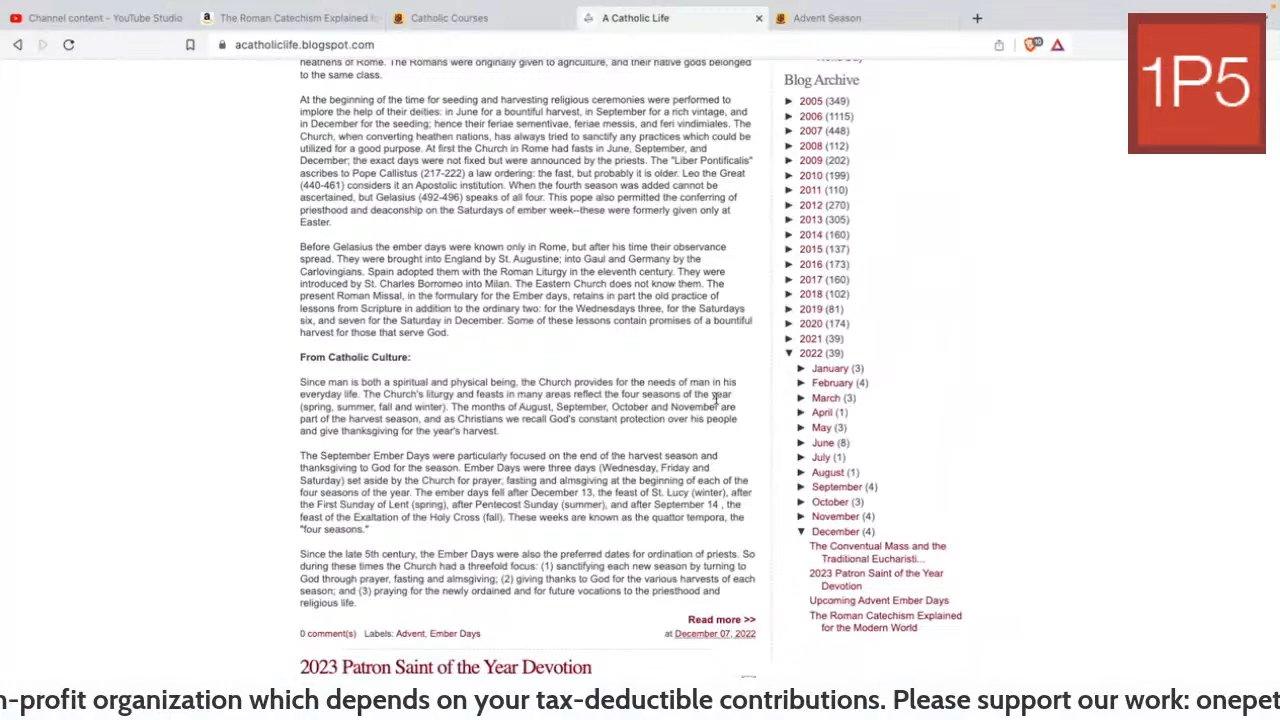 Channel content - YouTube Studio
The Roman Catechism Explained f
Catholic Courses
A Catholic Life
Advent Season
acatholiclife.blogspot.com
10
1P5
heathens of Rome. The Romans were originally given to agriculture, and their native gods belonged
to the same class.
At the beginning of the time for seeding and harvesting religious ceremonies were performed to
implore the help of their deities: in June for a bountiful harvest, in September for a rich vintage, and
in December for the seeding; hence their feriae sementivae, feriae messis, and feri vindimiales. The
Church, when converting heathen nations, has always tried to sanctify any practices which could be
utilized for a good purpose. At first the Church in Rome had fasts in June, September, and
December; the exact days were not fixed but were announced by the priests. The "Liber Pontificalis"
ascribes to Pope Callistus (217-222) a law ordering: the fast, but probably it is older. Leo the Great
(440-461) considers it an Apostolic institution. When the fourth season was added cannot be
ascertained, but Gelasius (492-496) speaks of all four. This pope also permitted the conferring of
priesthood and deaconship on the Saturdays of ember week--these were formerly given only at
Easter.
Before Gelasius the ember days were known only in Rome, but after his time their observance
spread. They were brought into England by St. Augustine; into Gaul and Germany by the
Carlovingians. Spain adopted them with the Roman Liturgy in the eleventh century. They were
introduced by St. Charles Borromeo into Milan. The Eastern Church does not know them. The
present Roman Missal, in the formulary for the Ember days, retains in part the old practice of
lessons from Scripture in addition to the ordinary two: for the Wednesdays three, for the Saturdays
six, and seven for the Saturday in December. Some of these lessons contain promises of a bountiful
harvest for those that serve God.
From Catholic Culture:
Since man is both a spiritual and physical being, the Church provides for the needs of man in his
everyday life. The Church's liturgy and feasts in many areas reflect the four seasons of the year
(spring, summer, fall and winter). The months of August, September, October and November are
part of the harvest season, and as Christians we recall God's constant protection over his people
and give thanksgiving for the year's harvest.
The September Ember Days were particularly focused on the end of the harvest season and
thanksgiving to God for the season. Ember Days were three days (Wednesday, Friday and
Saturday) set aside by the Church for prayer, fasting and almsgiving at the beginning of each of the
four seasons of the year. The ember days fell after December 13, the feast of St. Lucy (winter), after
the First Sunday of Lent (spring), after Pentecost Sunday (summer), and after September 14 , the
feast of the Exaltation of the Holy Cross (fall). These weeks are known as the quattor tempora, the
"four seasons."
Since the late 5th century, the Ember Days were also the preferred dates for ordination of priests. So
during these times the Church had a threefold focus: (1) sanctifying each new season by turning to
God through prayer, fasting and almsgiving; (2) giving thanks to God for the various harvests of each
season; and (3) praying for the newly ordained and for future vocations to the priesthood and
religious life.
Read more >>
0 comment(s) Labels: Advent, Ember Days at December 07, 2022
2023 Patron Saint of the Year Devotion
Blog Archive
► 2005 (349)
► 2006 (1115)
► 2007 (448)
► 2008 (112)
► 2009 (202)
► 2010 (199)
► 2011 (110)
► 2012 (270)
► 2013 (305)
► 2014 (160)
► 2015 (137)
► 2016 (173)
► 2017 (160)
► 2018 (102)
► 2019 (81)
► 2020 (174)
► 2021 (39)
▼ 2022 (39)
► January (3)
► February (4)
► March (3)
► April (1)
► May (3)
► June (8)
► July (1)
► August (1)
► September (4)
► October (3)
► November (4)
▼ December (4)
The Conventual Mass and the
Traditional Eucharisti...
2023 Patron Saint of the Year
Devotion
Upcoming Advent Ember Days
The Roman Catechism Explained
for the Modern World
n-profit organization which depends on your tax-deductible contributions. Please support our work: onepet